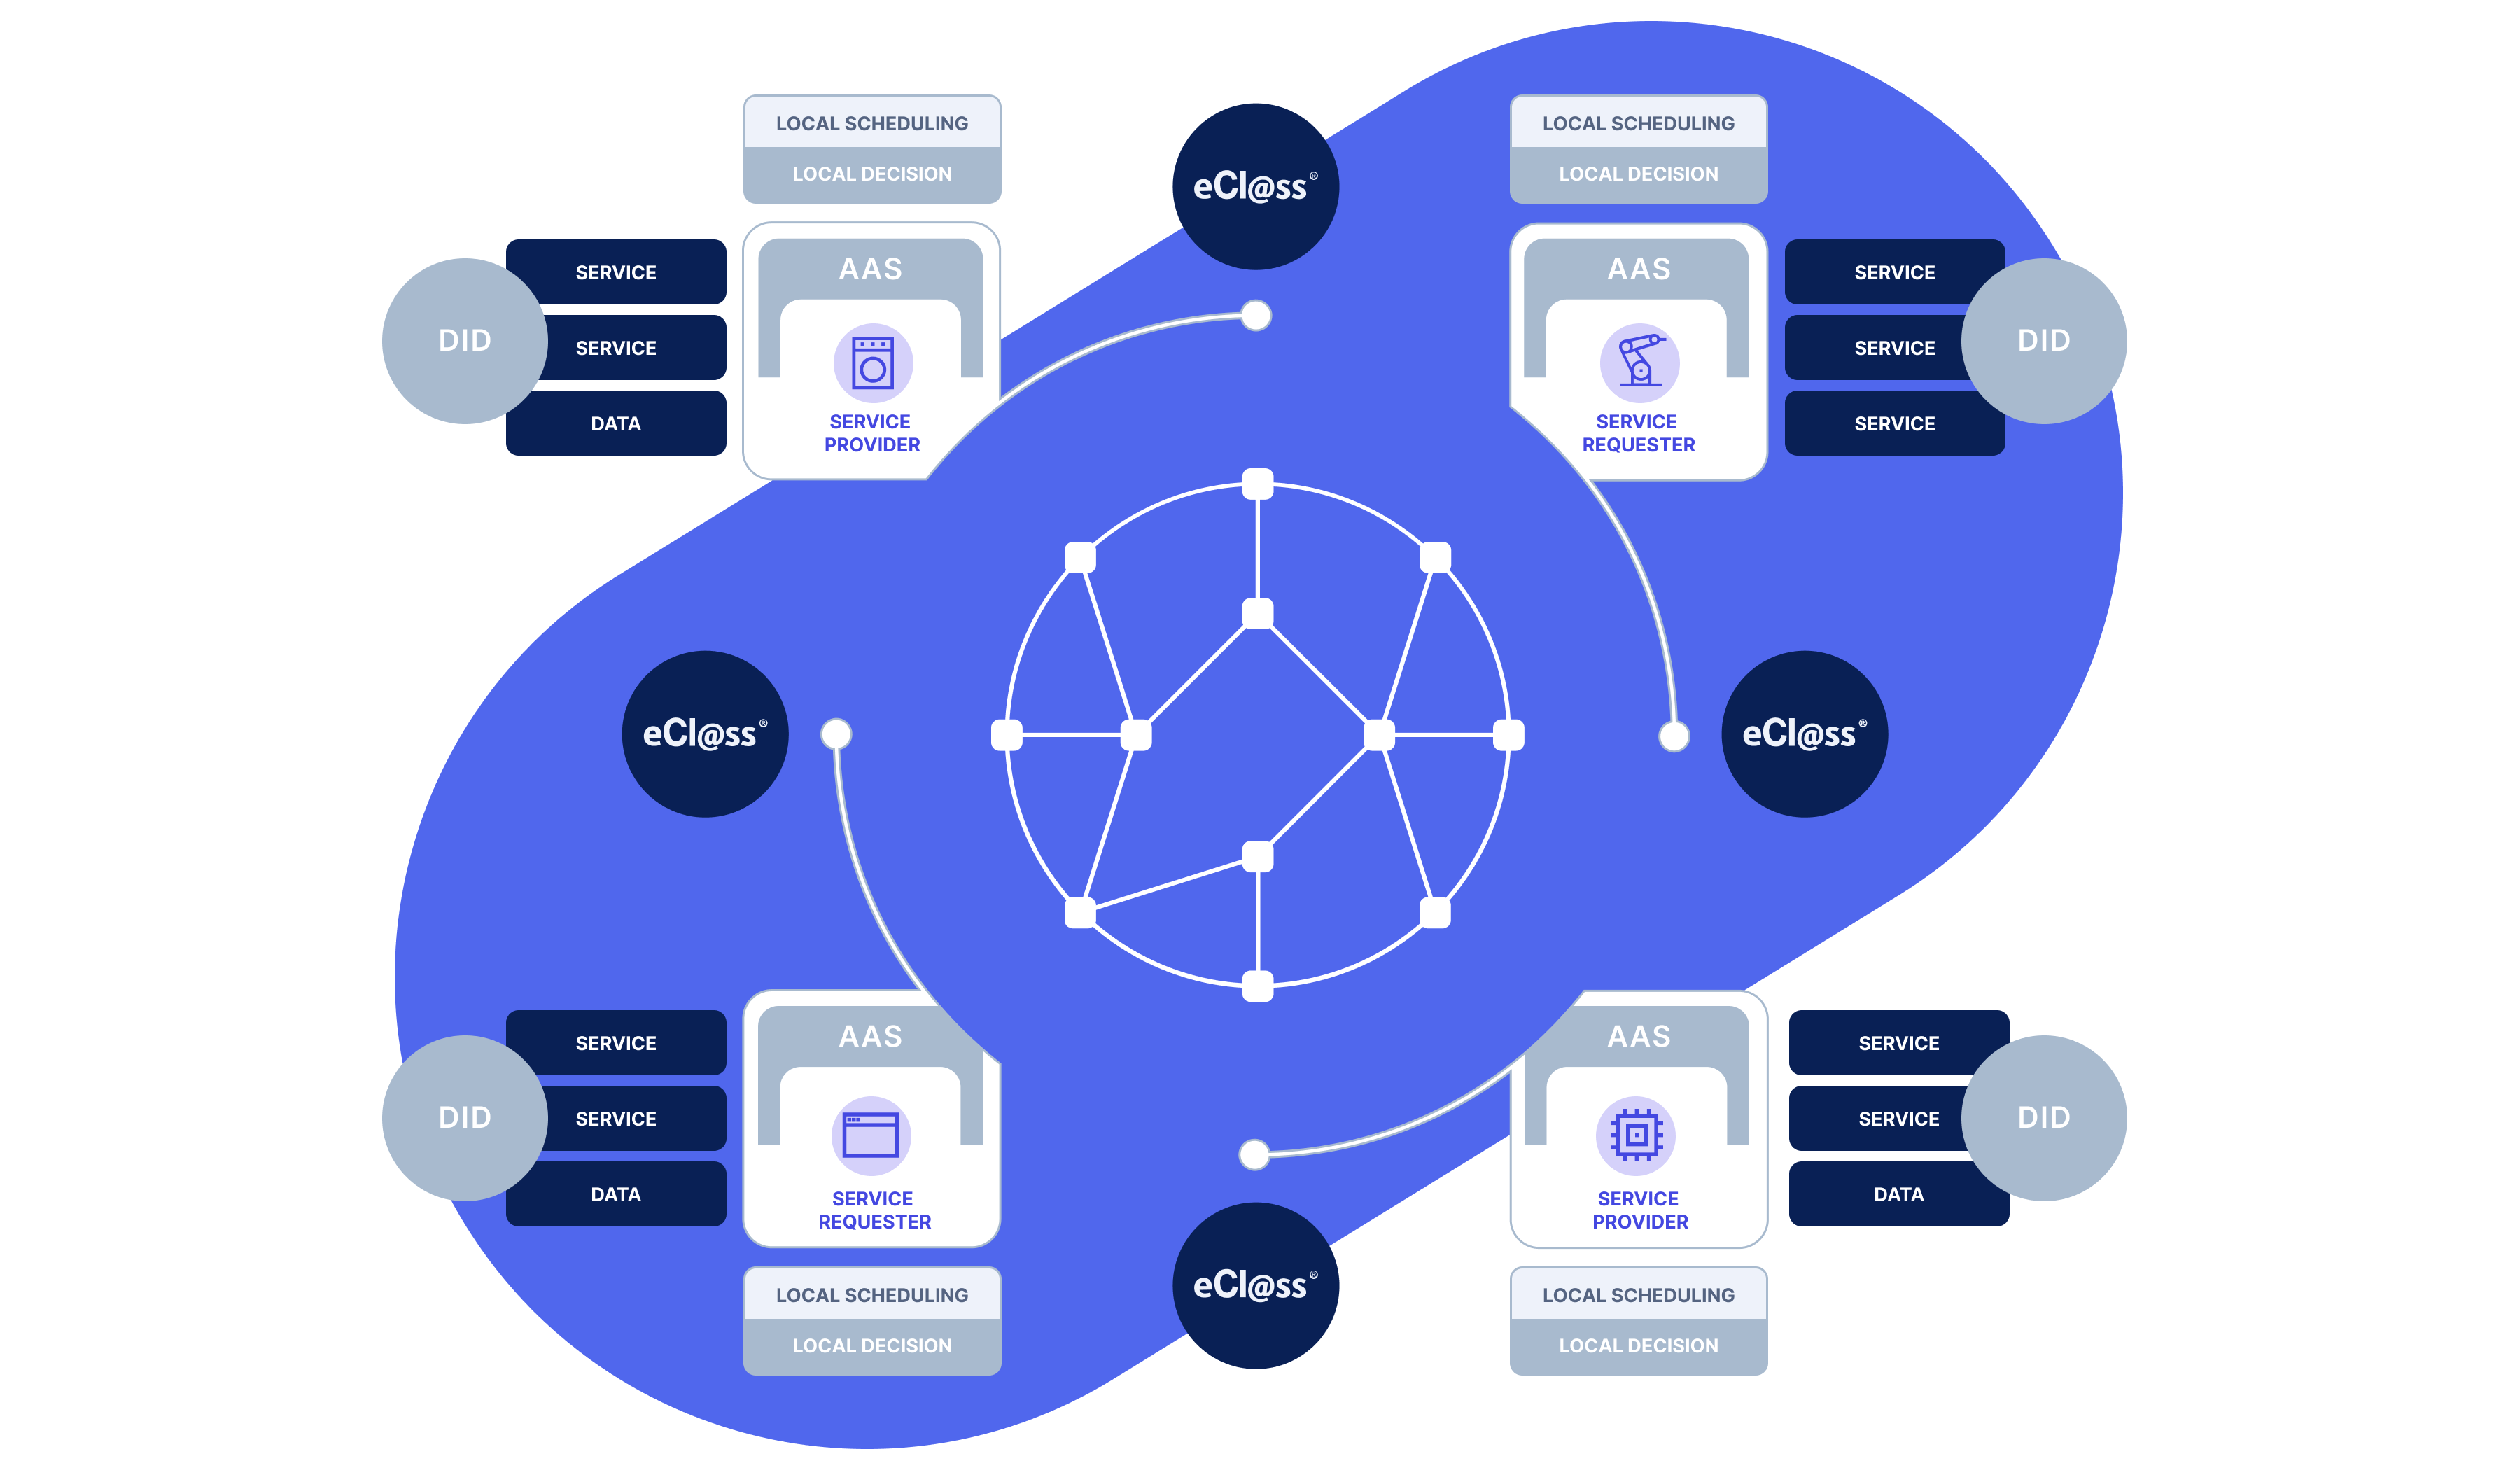 LOCAL SCHEDULING
LOCAL DECISION
SERVICE
SERVICE
DATA
DID
AAS
SERVICE
PROVIDER
eCl@ss®
LOCAL SCHEDULING
LOCAL DECISION
AAS
SERVICE
REQUESTER
SERVICE
SERVICE
SERVICE
DID
eCl@ss®
eCl@ss®
DID
SERVICE
SERVICE
DATA
AAS
SERVICE
REQUESTER
LOCAL SCHEDULING
LOCAL DECISION
eCl@ss®
AAS
SERVICE
PROVIDER
SERVICE
SERVICE
DATA
DID
LOCAL SCHEDULING
LOCAL DECISION